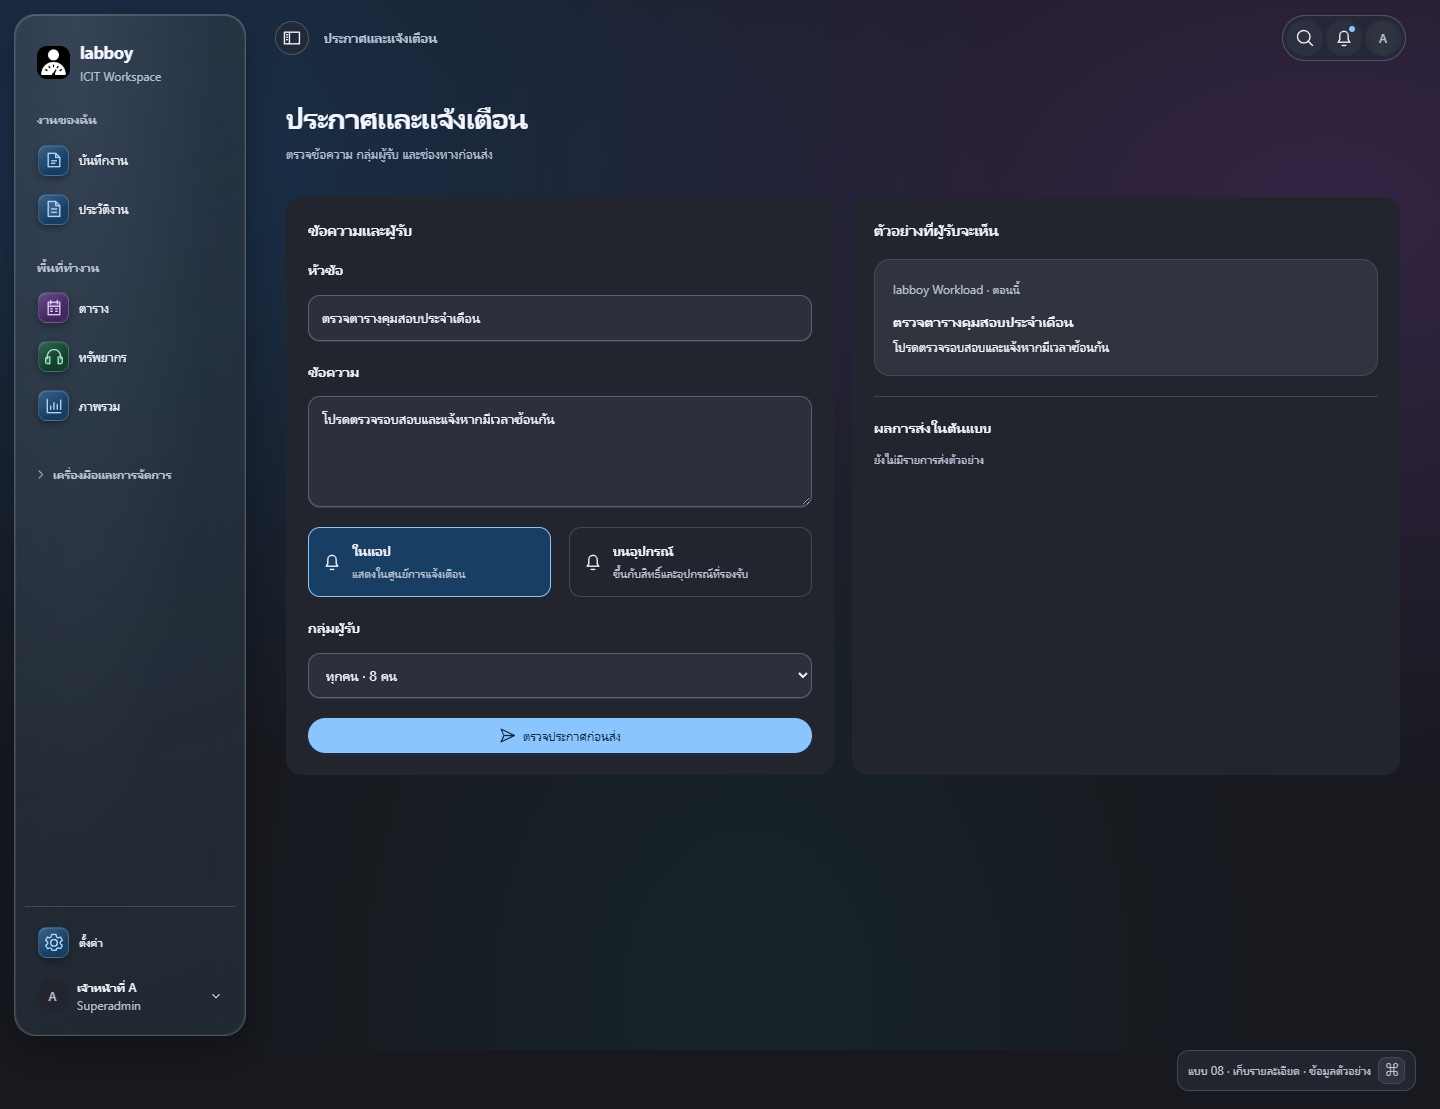 labboy
ICIT Workspace
งานของฉัน
บันทึกงาน
ประวัติงาน
พื้นที่ทำงาน
ตาราง
ทรัพยากร
ภาพรวม
เครื่องมือและการจัดการ
ตั้งค่า
A
เจ้าหน้าที่ A
Superadmin
ประกาศและแจ้งเตือน
A
ประกาศและแจ้งเตือน
ตรวจข้อความ กลุ่มผู้รับ และช่องทางก่อนส่ง
ข้อความและผู้รับ
หัวข้อ
ตรวจตารางคุมสอบประจำเดือน
ข้อความ
โปรดตรวจรอบสอบและแจ้งหากมีเวลาซ้อนกัน
ในแอป
แสดงในศูนย์การแจ้งเตือน
บนอุปกรณ์
ขึ้นกับสิทธิ์และอุปกรณ์ที่รองรับ
กลุ่มผู้รับ
ทุกคน · 8 คน
ตรวจประกาศก่อนส่ง
ตัวอย่างที่ผู้รับจะเห็น
labboy Workload · ตอนนี้
ตรวจตารางคุมสอบประจำเดือน
โปรดตรวจรอบสอบและแจ้งหากมีเวลาซ้อนกัน
ผลการส่งในต้นแบบ
ยังไม่มีรายการส่งตัวอย่าง
แบบ 08 · เก็บรายละเอียด · ข้อมูลตัวอย่าง ⌘